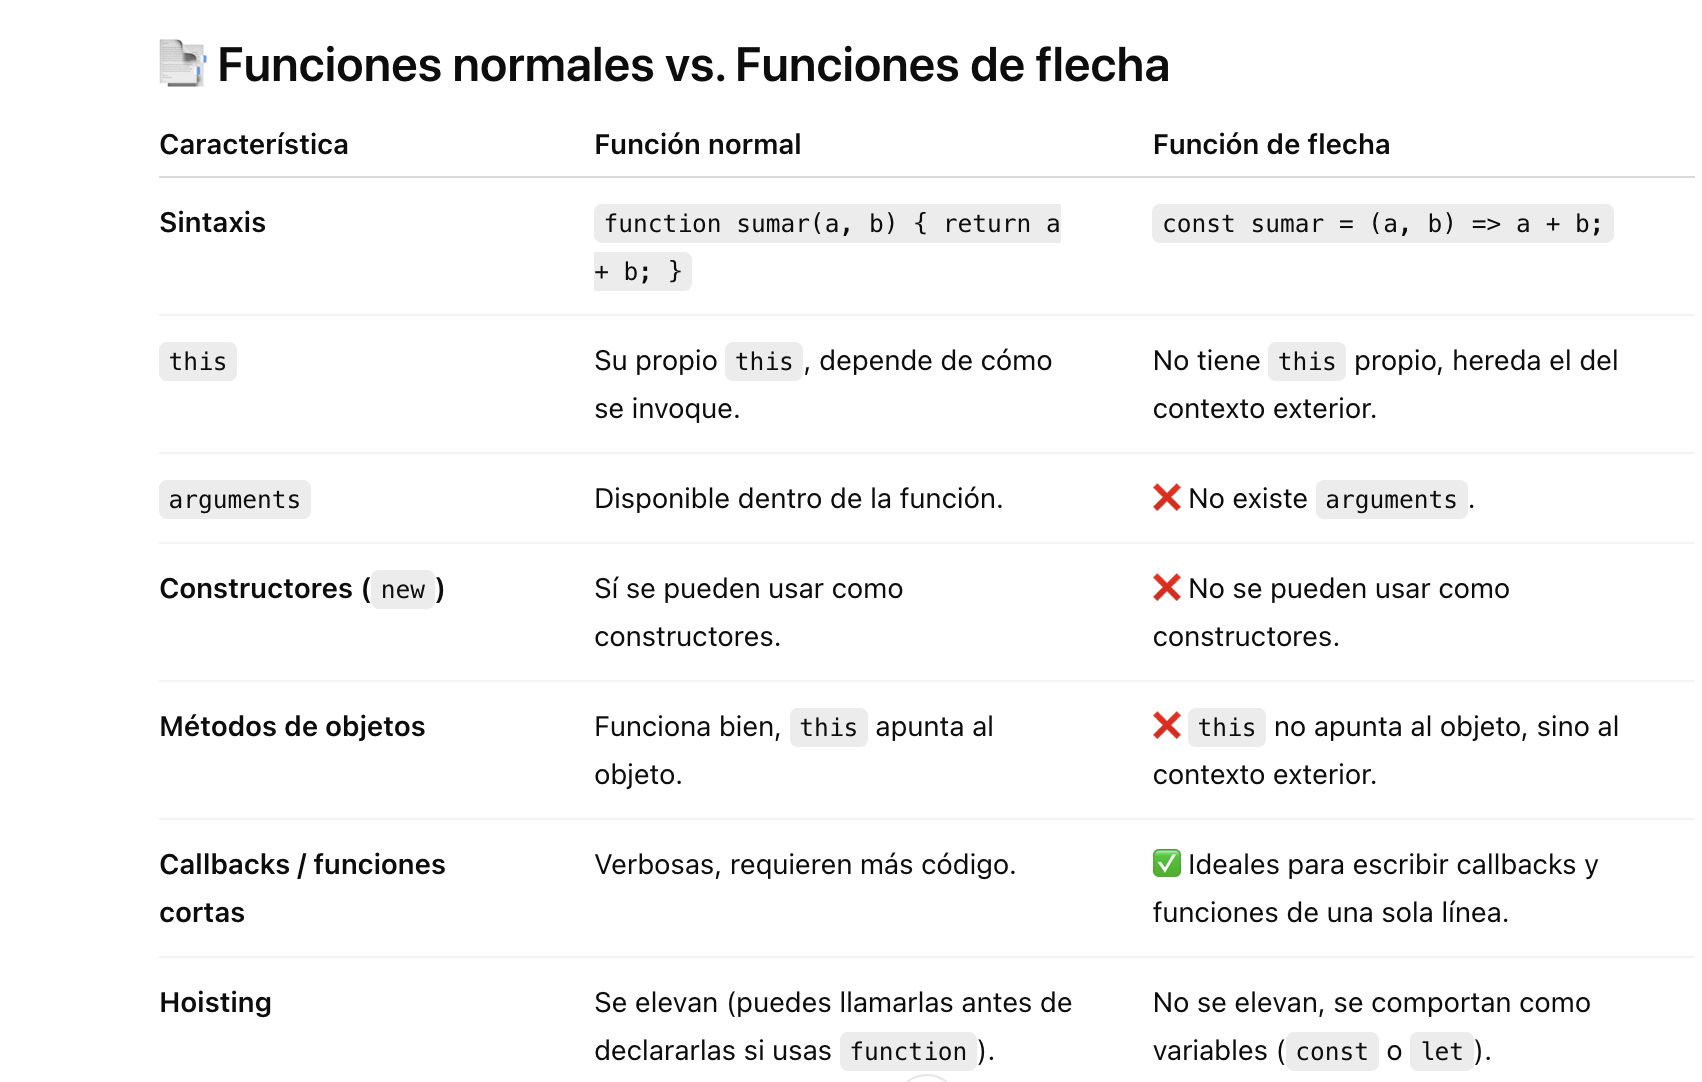 Funciones normales vs. Funciones de flecha
Característica Función normal Función de flecha
Sintaxis function sumar(a, b) { return a const sumar = (a, b) => a + b;
+ b; }
this Su propio this, depende de cómo No tiene this propio, hereda el del
se invoque. contexto exterior.
arguments Disponible dentro de la función. ❌ No existe arguments.
Constructores (new) Sí se pueden usar como ❌ No se pueden usar como
constructores. constructores.
Métodos de objetos Funciona bien, this apunta al ❌ this no apunta al objeto, sino al
objeto. contexto exterior.
Callbacks / funciones Verbosas, requieren más código. ✅ Ideales para escribir callbacks y
cortas funciones de una sola línea.
Hoisting Se elevan (puedes llamarlas antes de No se elevan, se comportan como
declararlas si usas function). variables (const o let).